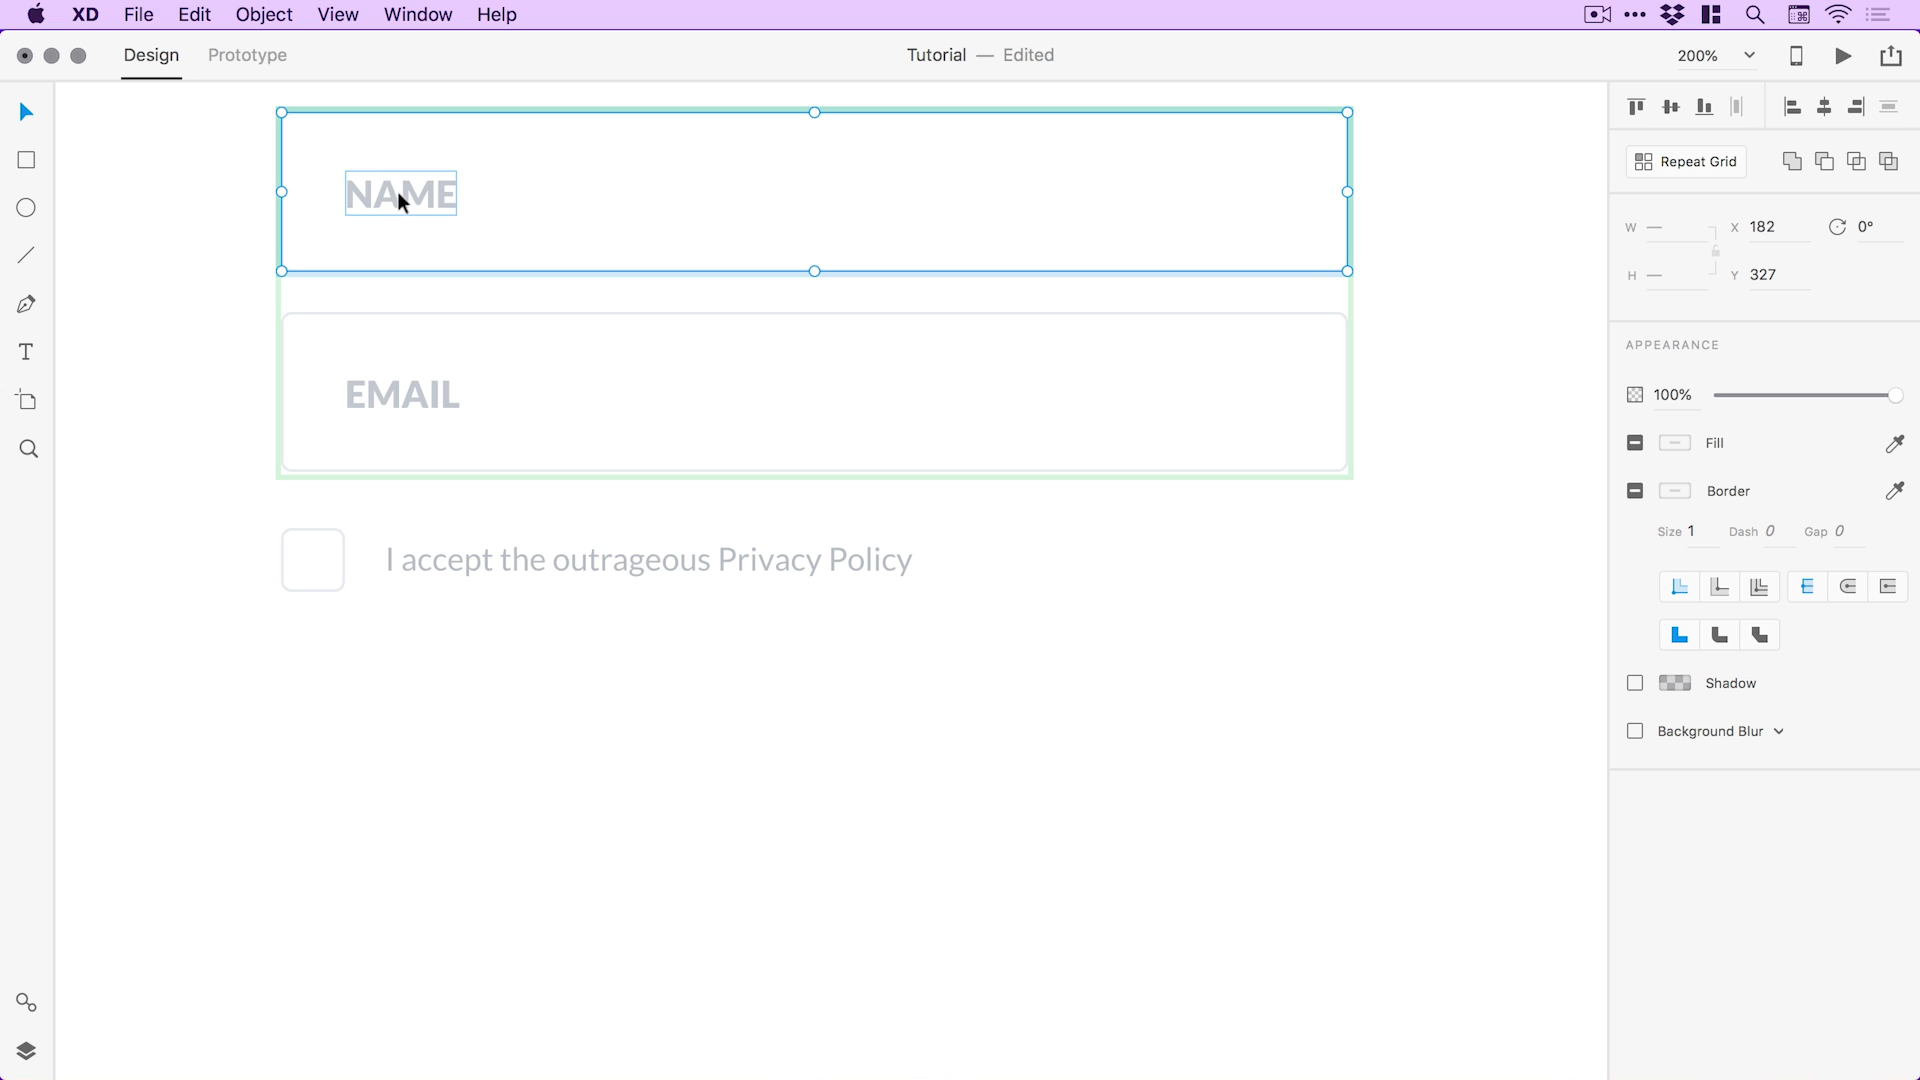 XD File Edit Object View Window Help
Design Prototype Tutorial — Edited 200%
Repeat Grid
W — X 182 0°
H — Y 327
APPEARANCE
100%
Fill
Border
Size 1 Dash 0 Gap 0
Shadow
Background Blur
NAME
EMAIL
I accept the outrageous Privacy Policy